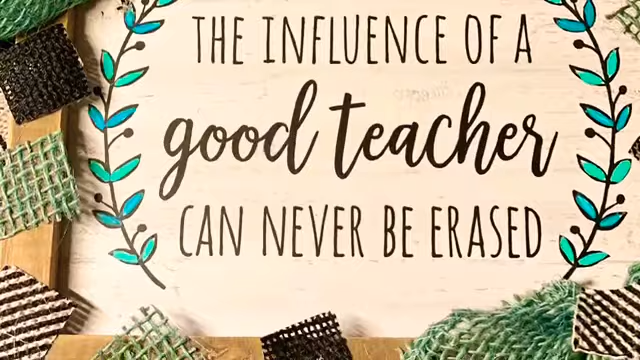 THE INFLUENCE OF A
good teacher
CAN NEVER BE ERASED